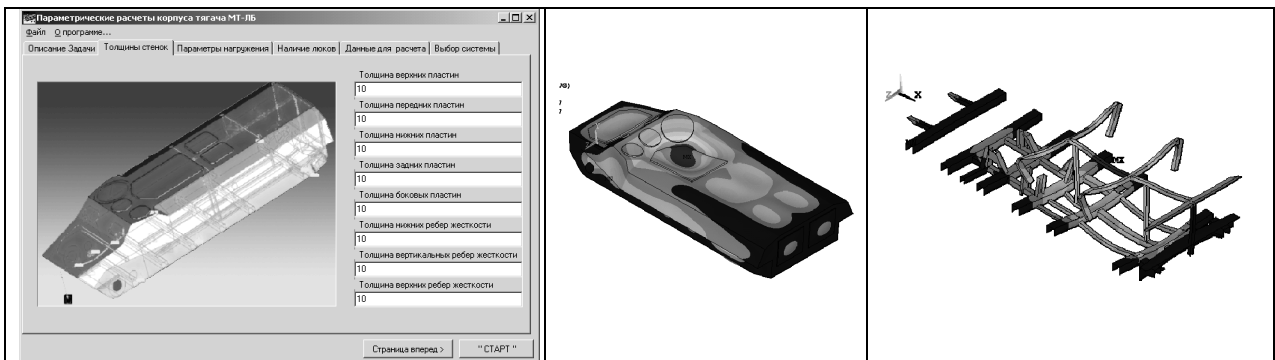 Параметрические расчеты корпуса тягача МТ-ЛБ
Файл О программе...
Описание Задачи Толщины стенок Параметры нагружения Наличие люков Данные для расчета Выбор системы
Толщина верхних пластин
10
Толщина передних пластин
10
Толщина нижних пластин
10
Толщина задних пластин
10
Толщина боковых пластин
10
Толщина нижних ребер жесткости
10
Толщина вертикальных ребер жесткости
10
Толщина верхних ребер жесткости
10
Страница вперед > "СТАРТ"
Z X
MX